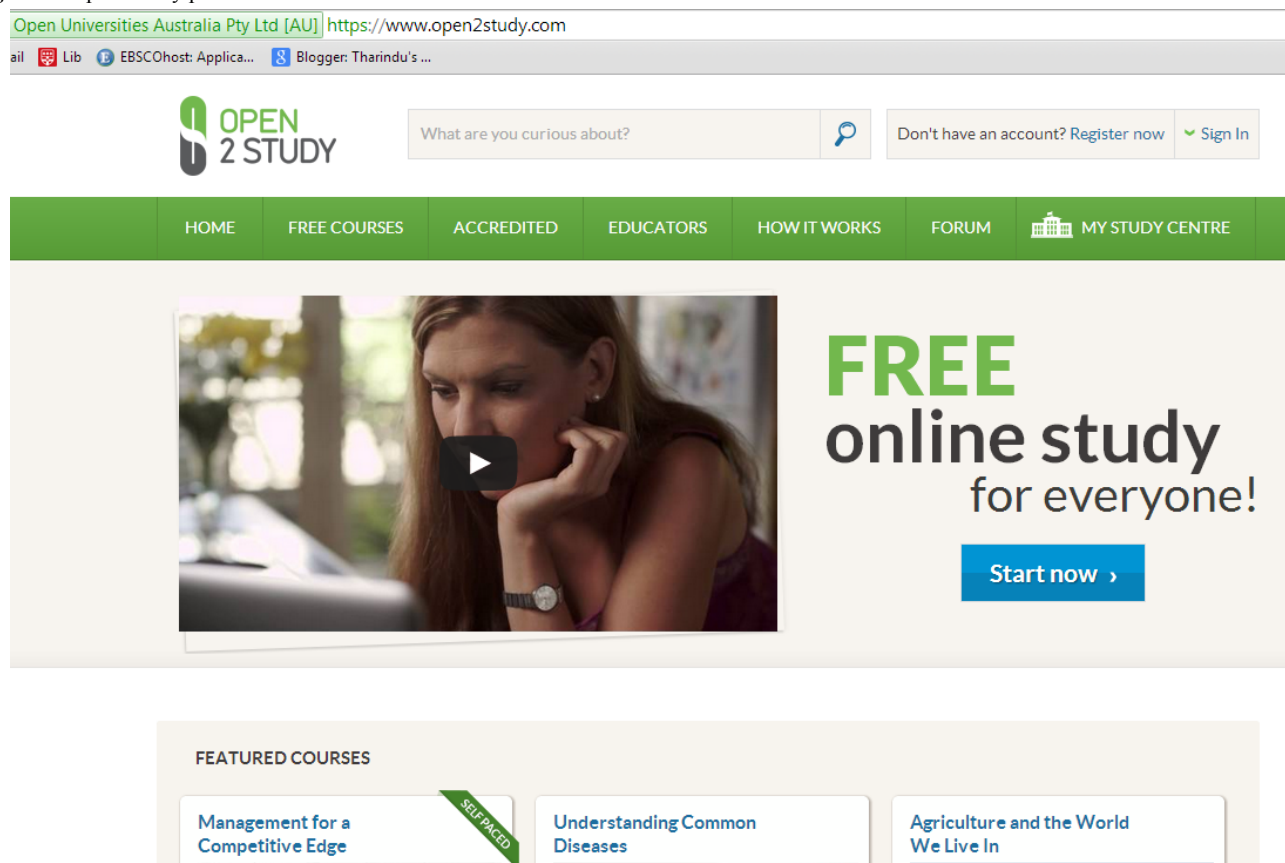 Open Universities Australia Pty Ltd [AU] https://www.open2study.com
ail Lib EBSCOhost: Applica... Blogger: Tharindu's ...
OPEN
2 STUDY
What are you curious about?
Don't have an account? Register now Sign In
HOME FREE COURSES ACCREDITED EDUCATORS HOW IT WORKS FORUM MY STUDY CENTRE
FREE
online study
for everyone!
Start now ›
FEATURED COURSES
SELF PACED
Management for a
Competitive Edge
Understanding Common
Diseases
Agriculture and the World
We Live In